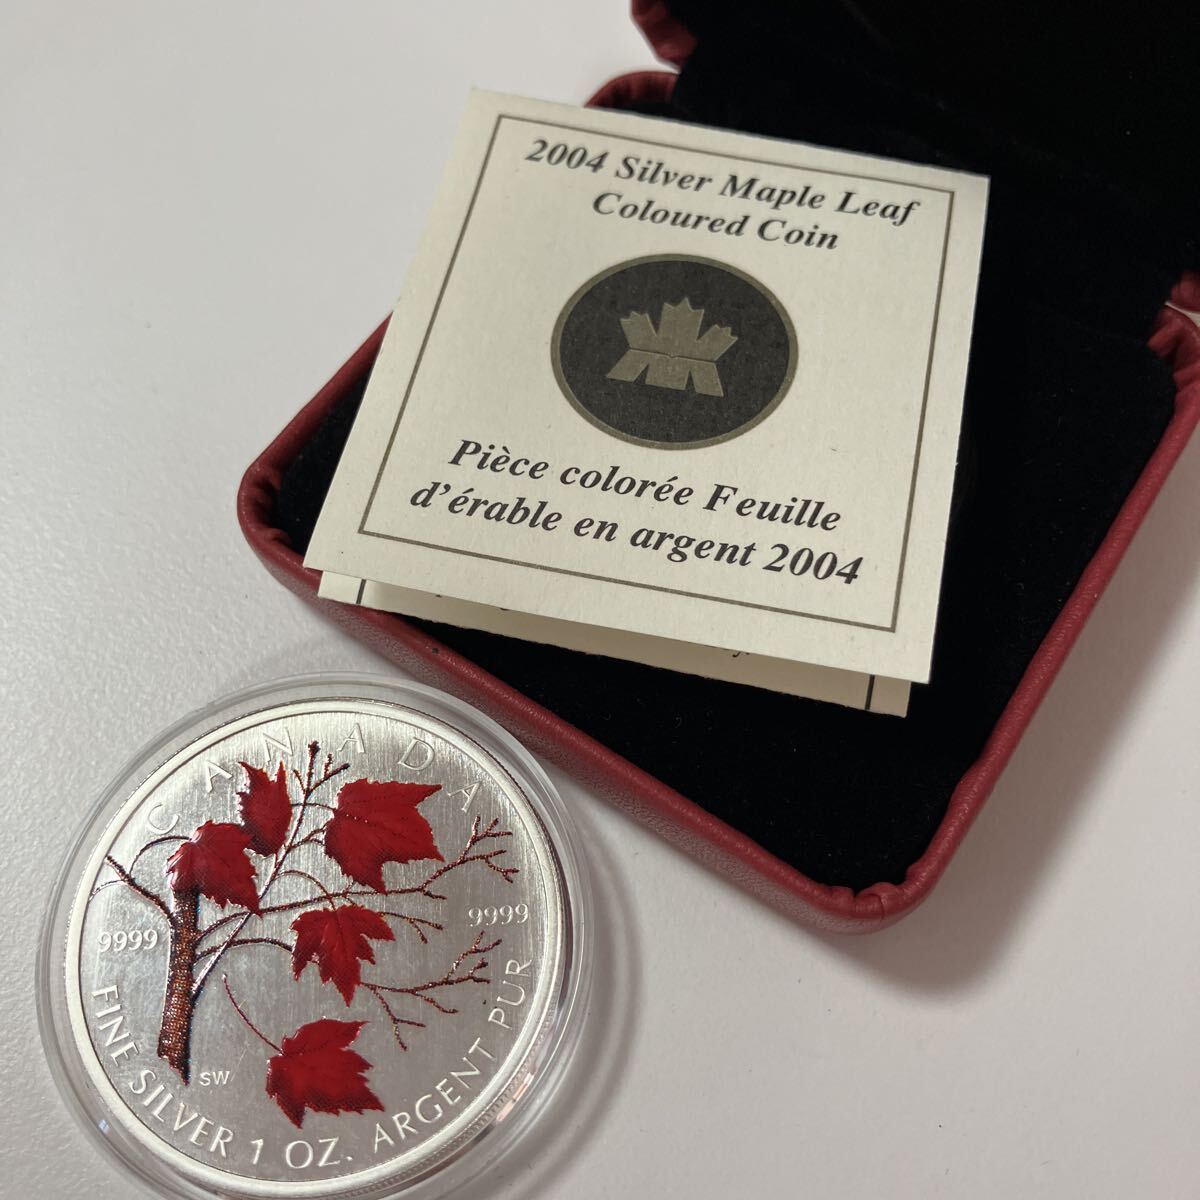 2004 Silver Maple Leaf
Coloured Coin
Pièce colorée Feuille
d'érable en argent 2004
CANADA
9999
9999
SW
FINE SILVER 1 OZ. ARGENT PUR